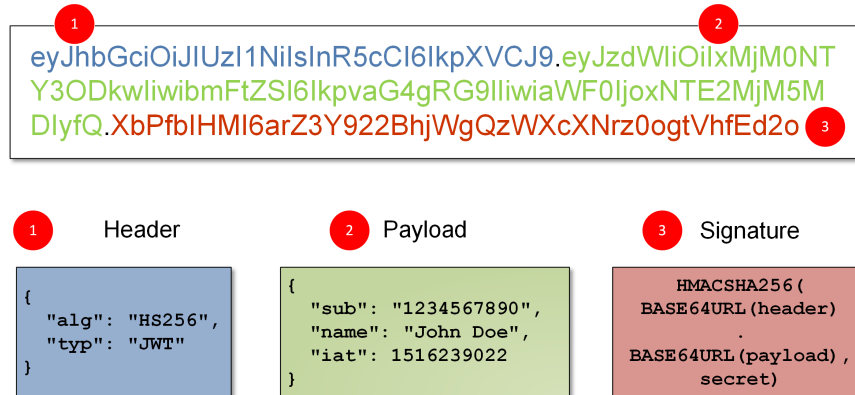 1
2
eyJhbGciOiJIUzI1NiIsInR5cCI6IkpXVCJ9.eyJzdWIiOiIxMjM0NT
Y3ODkwIiwibmFtZSI6IkpvaG4gRG9lIiwiaWF0IjoxNTE2MjM5M
DIyfQ.XbPfbIHMI6arZ3Y922BhjWgQzWXcXNrz0ogtVhfEd2o 3
1 Header
2 Payload
3 Signature
{
"alg": "HS256",
"typ": "JWT"
}
{
"sub": "1234567890",
"name": "John Doe",
"iat": 1516239022
}
HMACSHA256(
BASE64URL(header)
.
BASE64URL(payload),
secret)